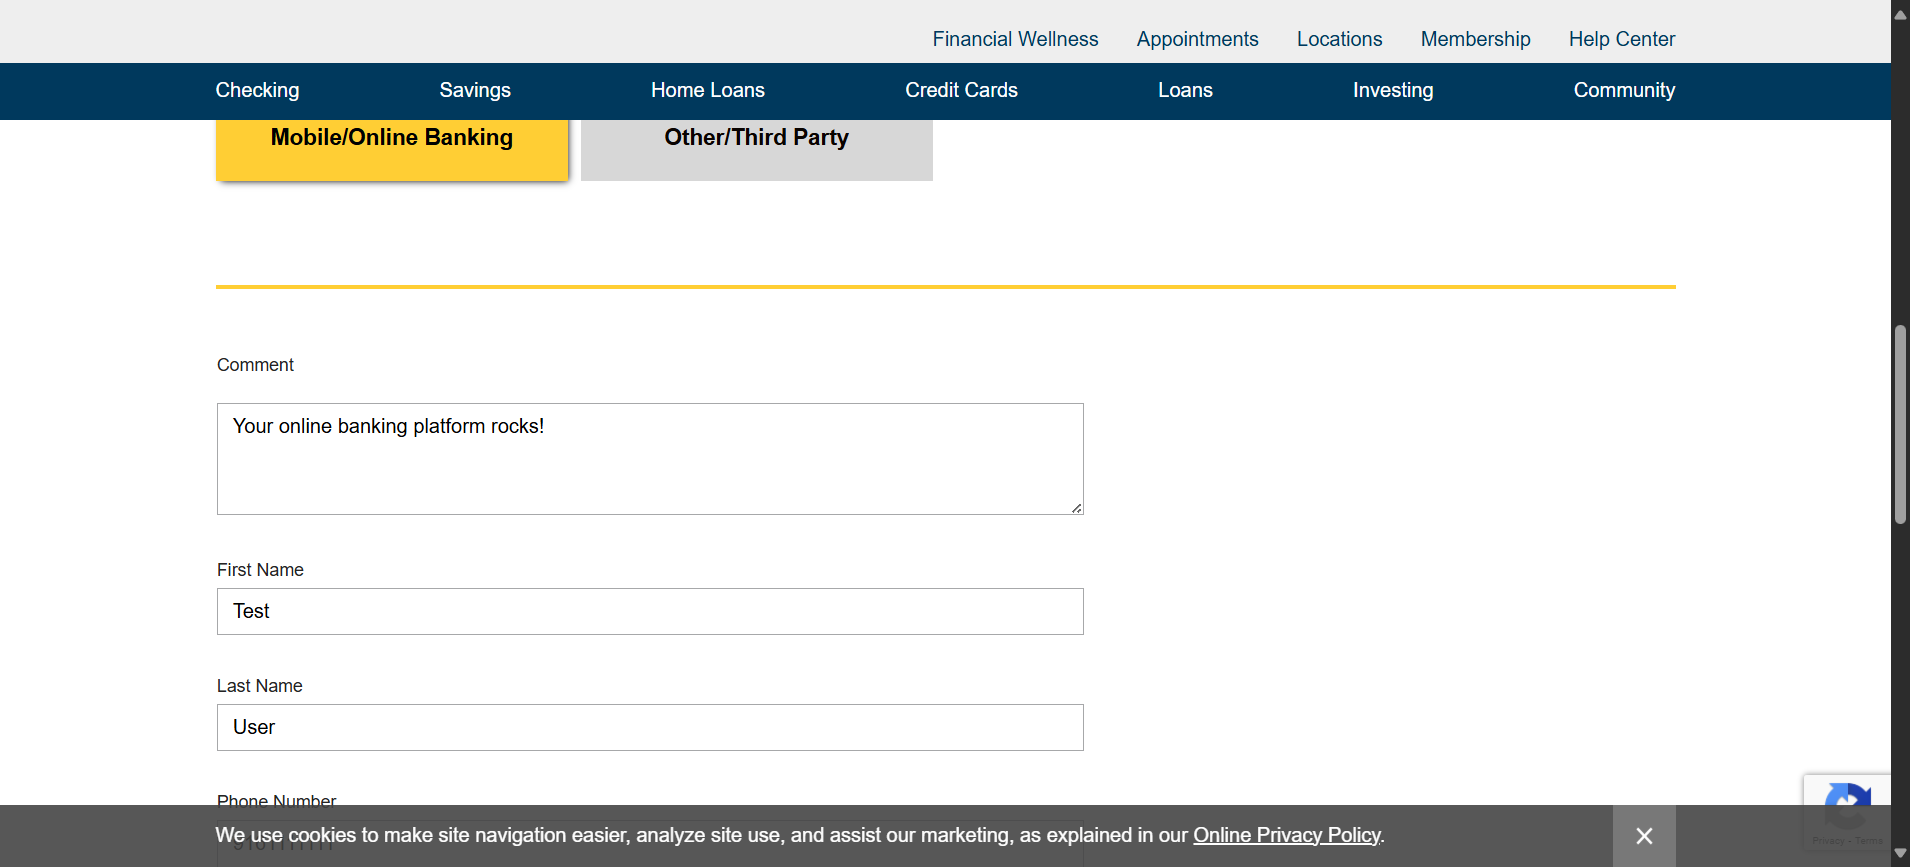 Financial Wellness Appointments Locations Membership Help Center
Checking Savings Home Loans Credit Cards Loans Investing Community
Mobile/Online Banking Other/Third Party
Comment
Your online banking platform rocks!
First Name
Test
Last Name
User
Phone Number
We use cookies to make site navigation easier, analyze site use, and assist our marketing, as explained in our Online Privacy Policy.
Privacy - Terms